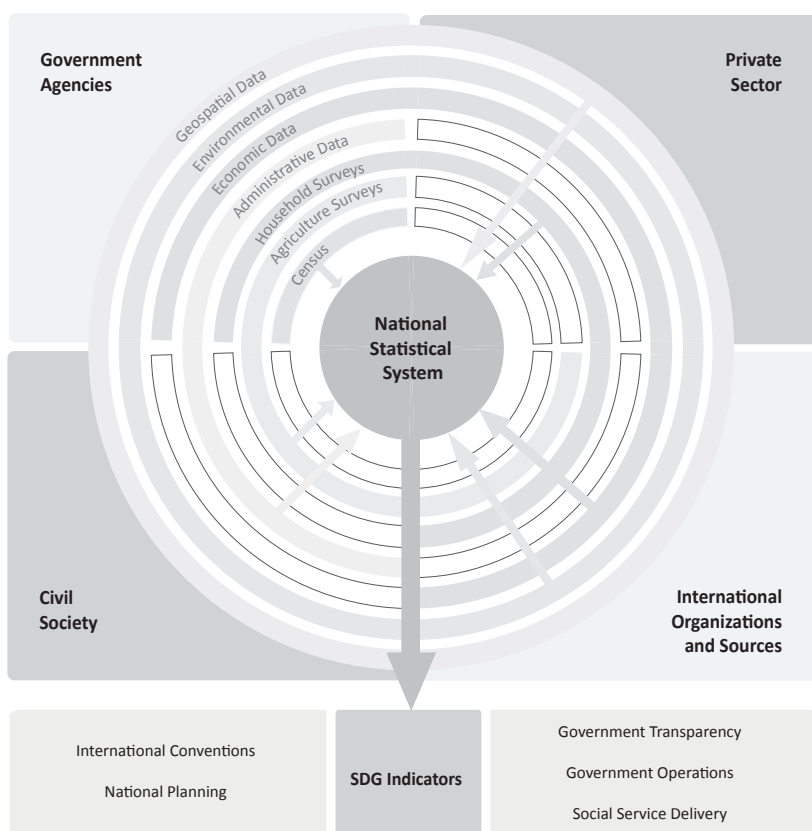 Government
Agencies
Private
Sector
Geospatial Data
Environmental Data
Economic Data
Administrative Data
Household Surveys
Agriculture Surveys
Census
National
Statistical
System
Civil
Society
International
Organizations
and Sources
International Conventions
National Planning
SDG Indicators
Government Transparency
Government Operations
Social Service Delivery